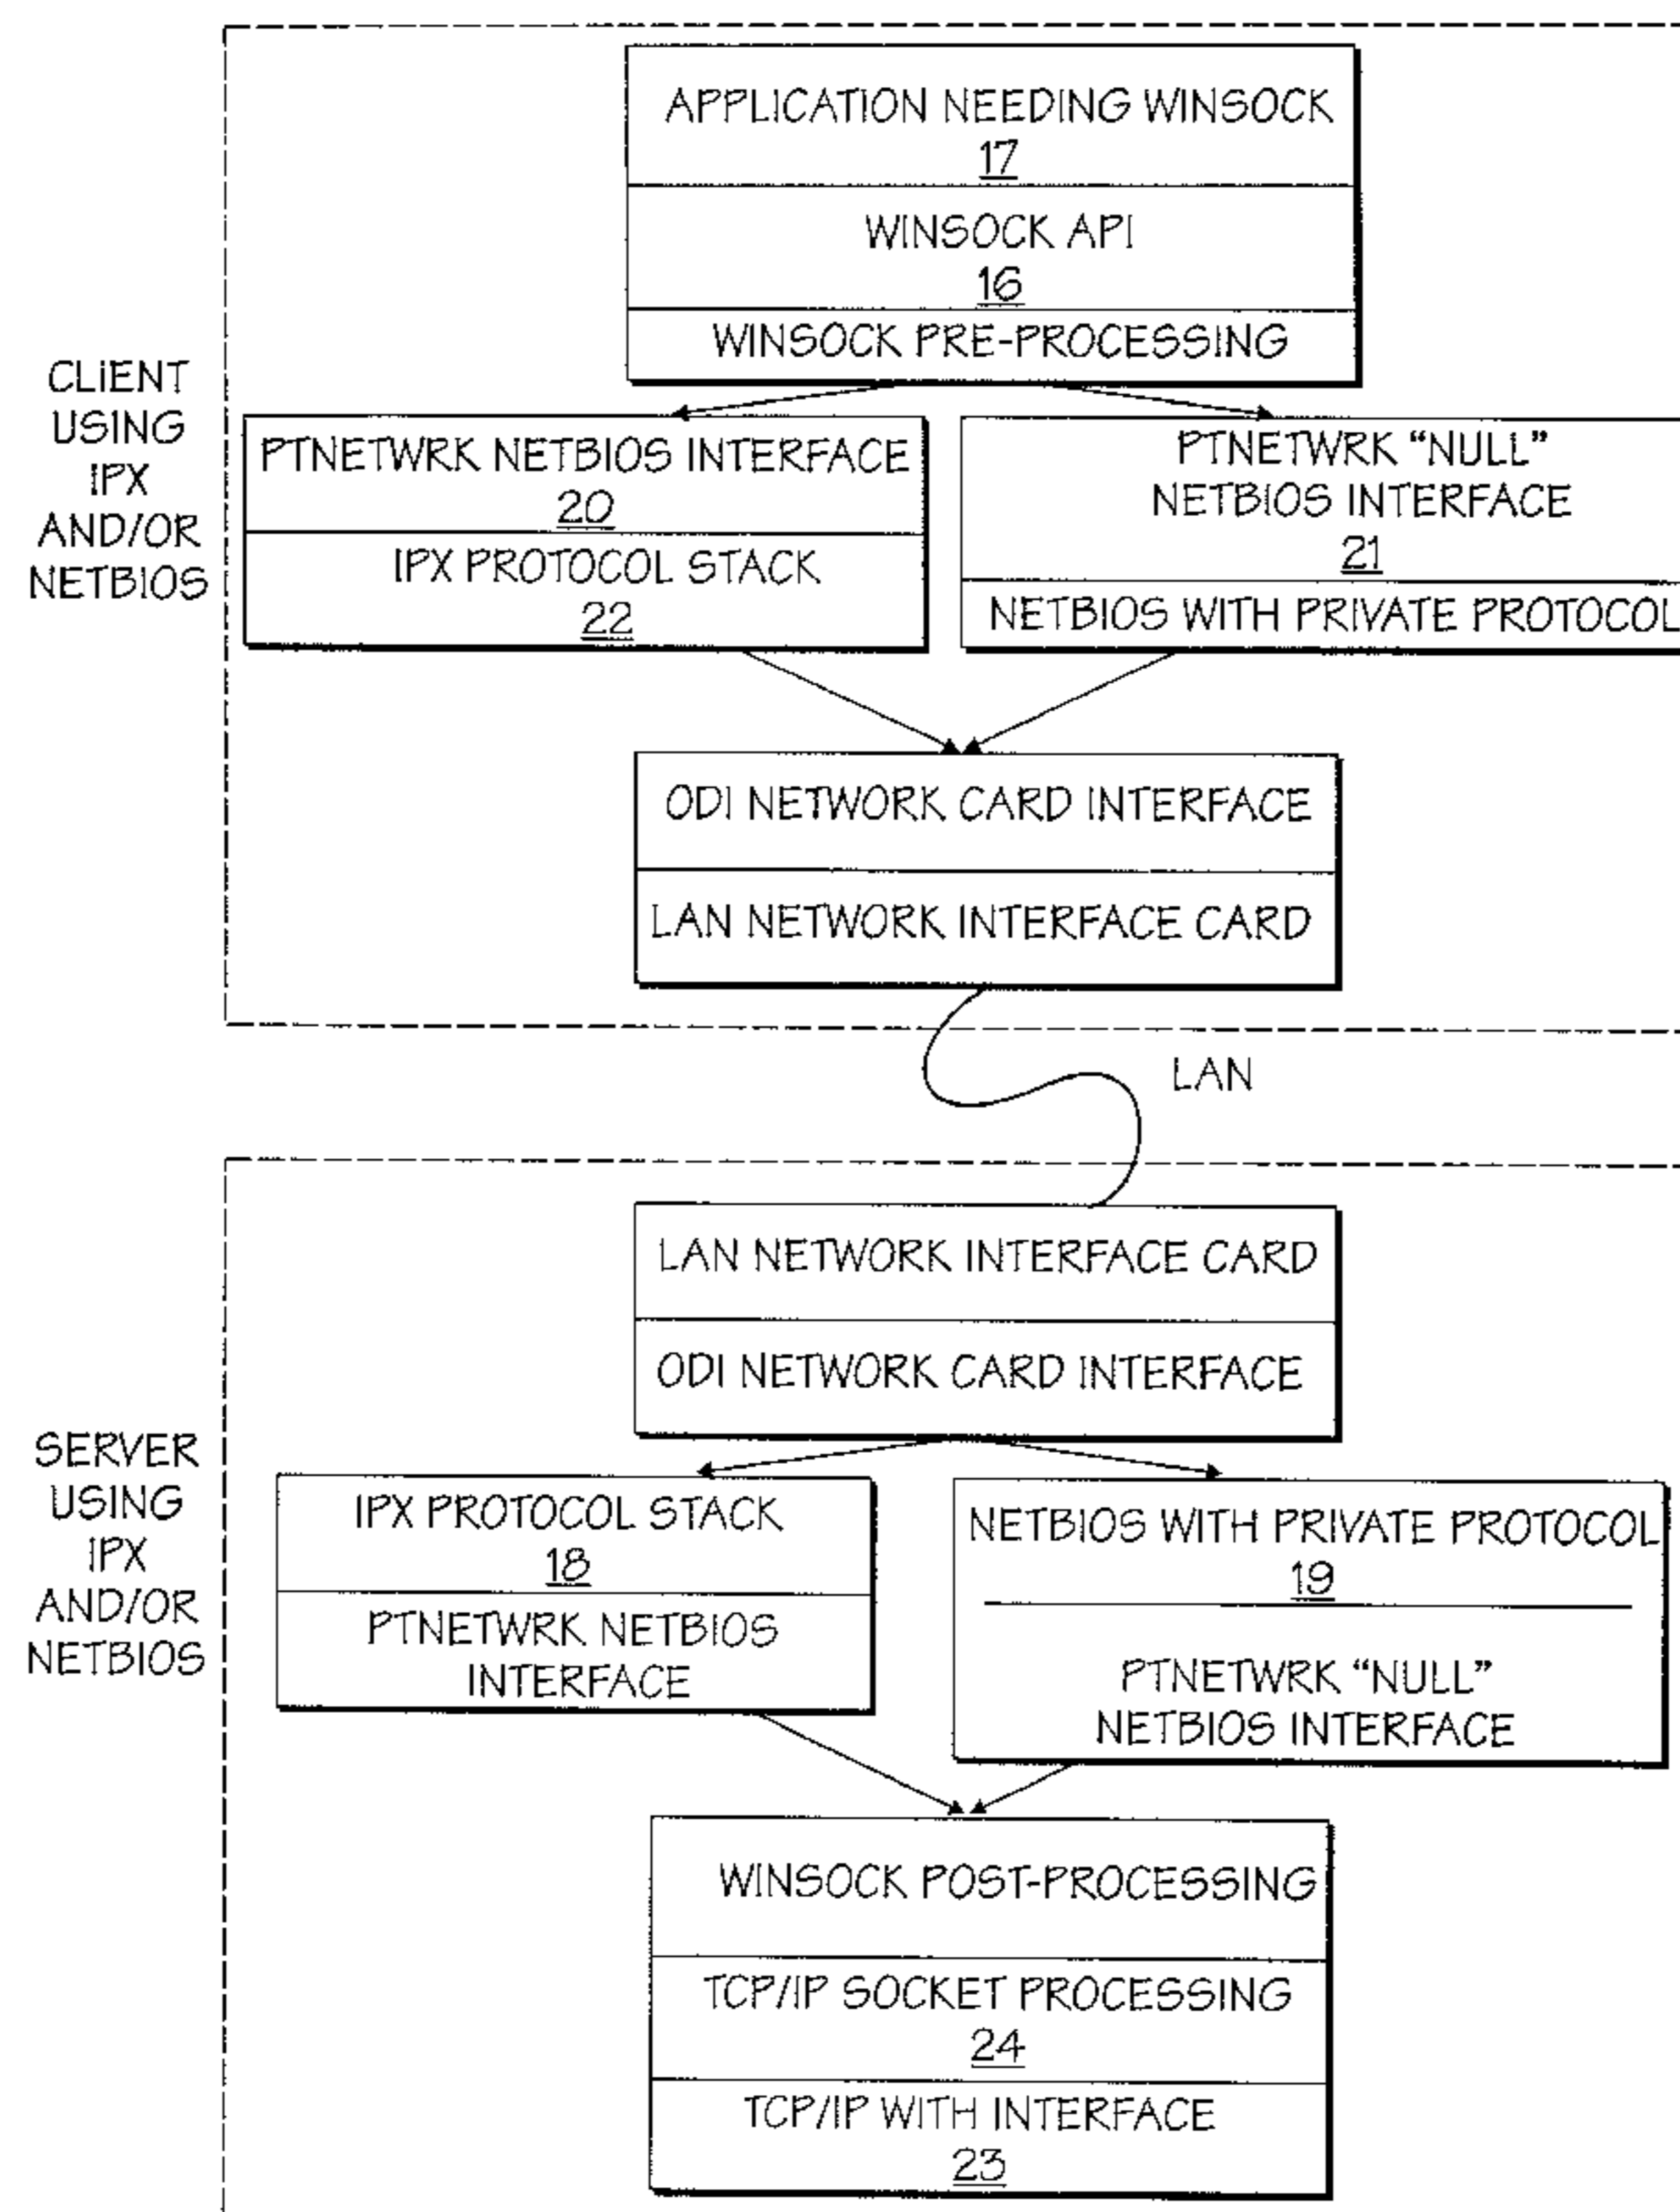 APPLICATION NEEDING WINSOCK
17
WINSOCK API
16
WINSOCK PRE-PROCESSING
CLIENT
USING
IPX
AND/OR
NETBIOS
PTNETWRK NETBIOS INTERFACE
20
IPX PROTOCOL STACK
22
PTNETWRK “NULL”
NETBIOS INTERFACE
21
NETBIOS WITH PRIVATE PROTOCOL
ODI NETWORK CARD INTERFACE
LAN NETWORK INTERFACE CARD
LAN
LAN NETWORK INTERFACE CARD
ODI NETWORK CARD INTERFACE
SERVER
USING
IPX
AND/OR
NETBIOS
IPX PROTOCOL STACK
18
PTNETWRK NETBIOS
INTERFACE
NETBIOS WITH PRIVATE PROTOCOL
19
PTNETWRK “NULL”
NETBIOS INTERFACE
WINSOCK POST-PROCESSING
TCP/IP SOCKET PROCESSING
24
TCP/IP WITH INTERFACE
23